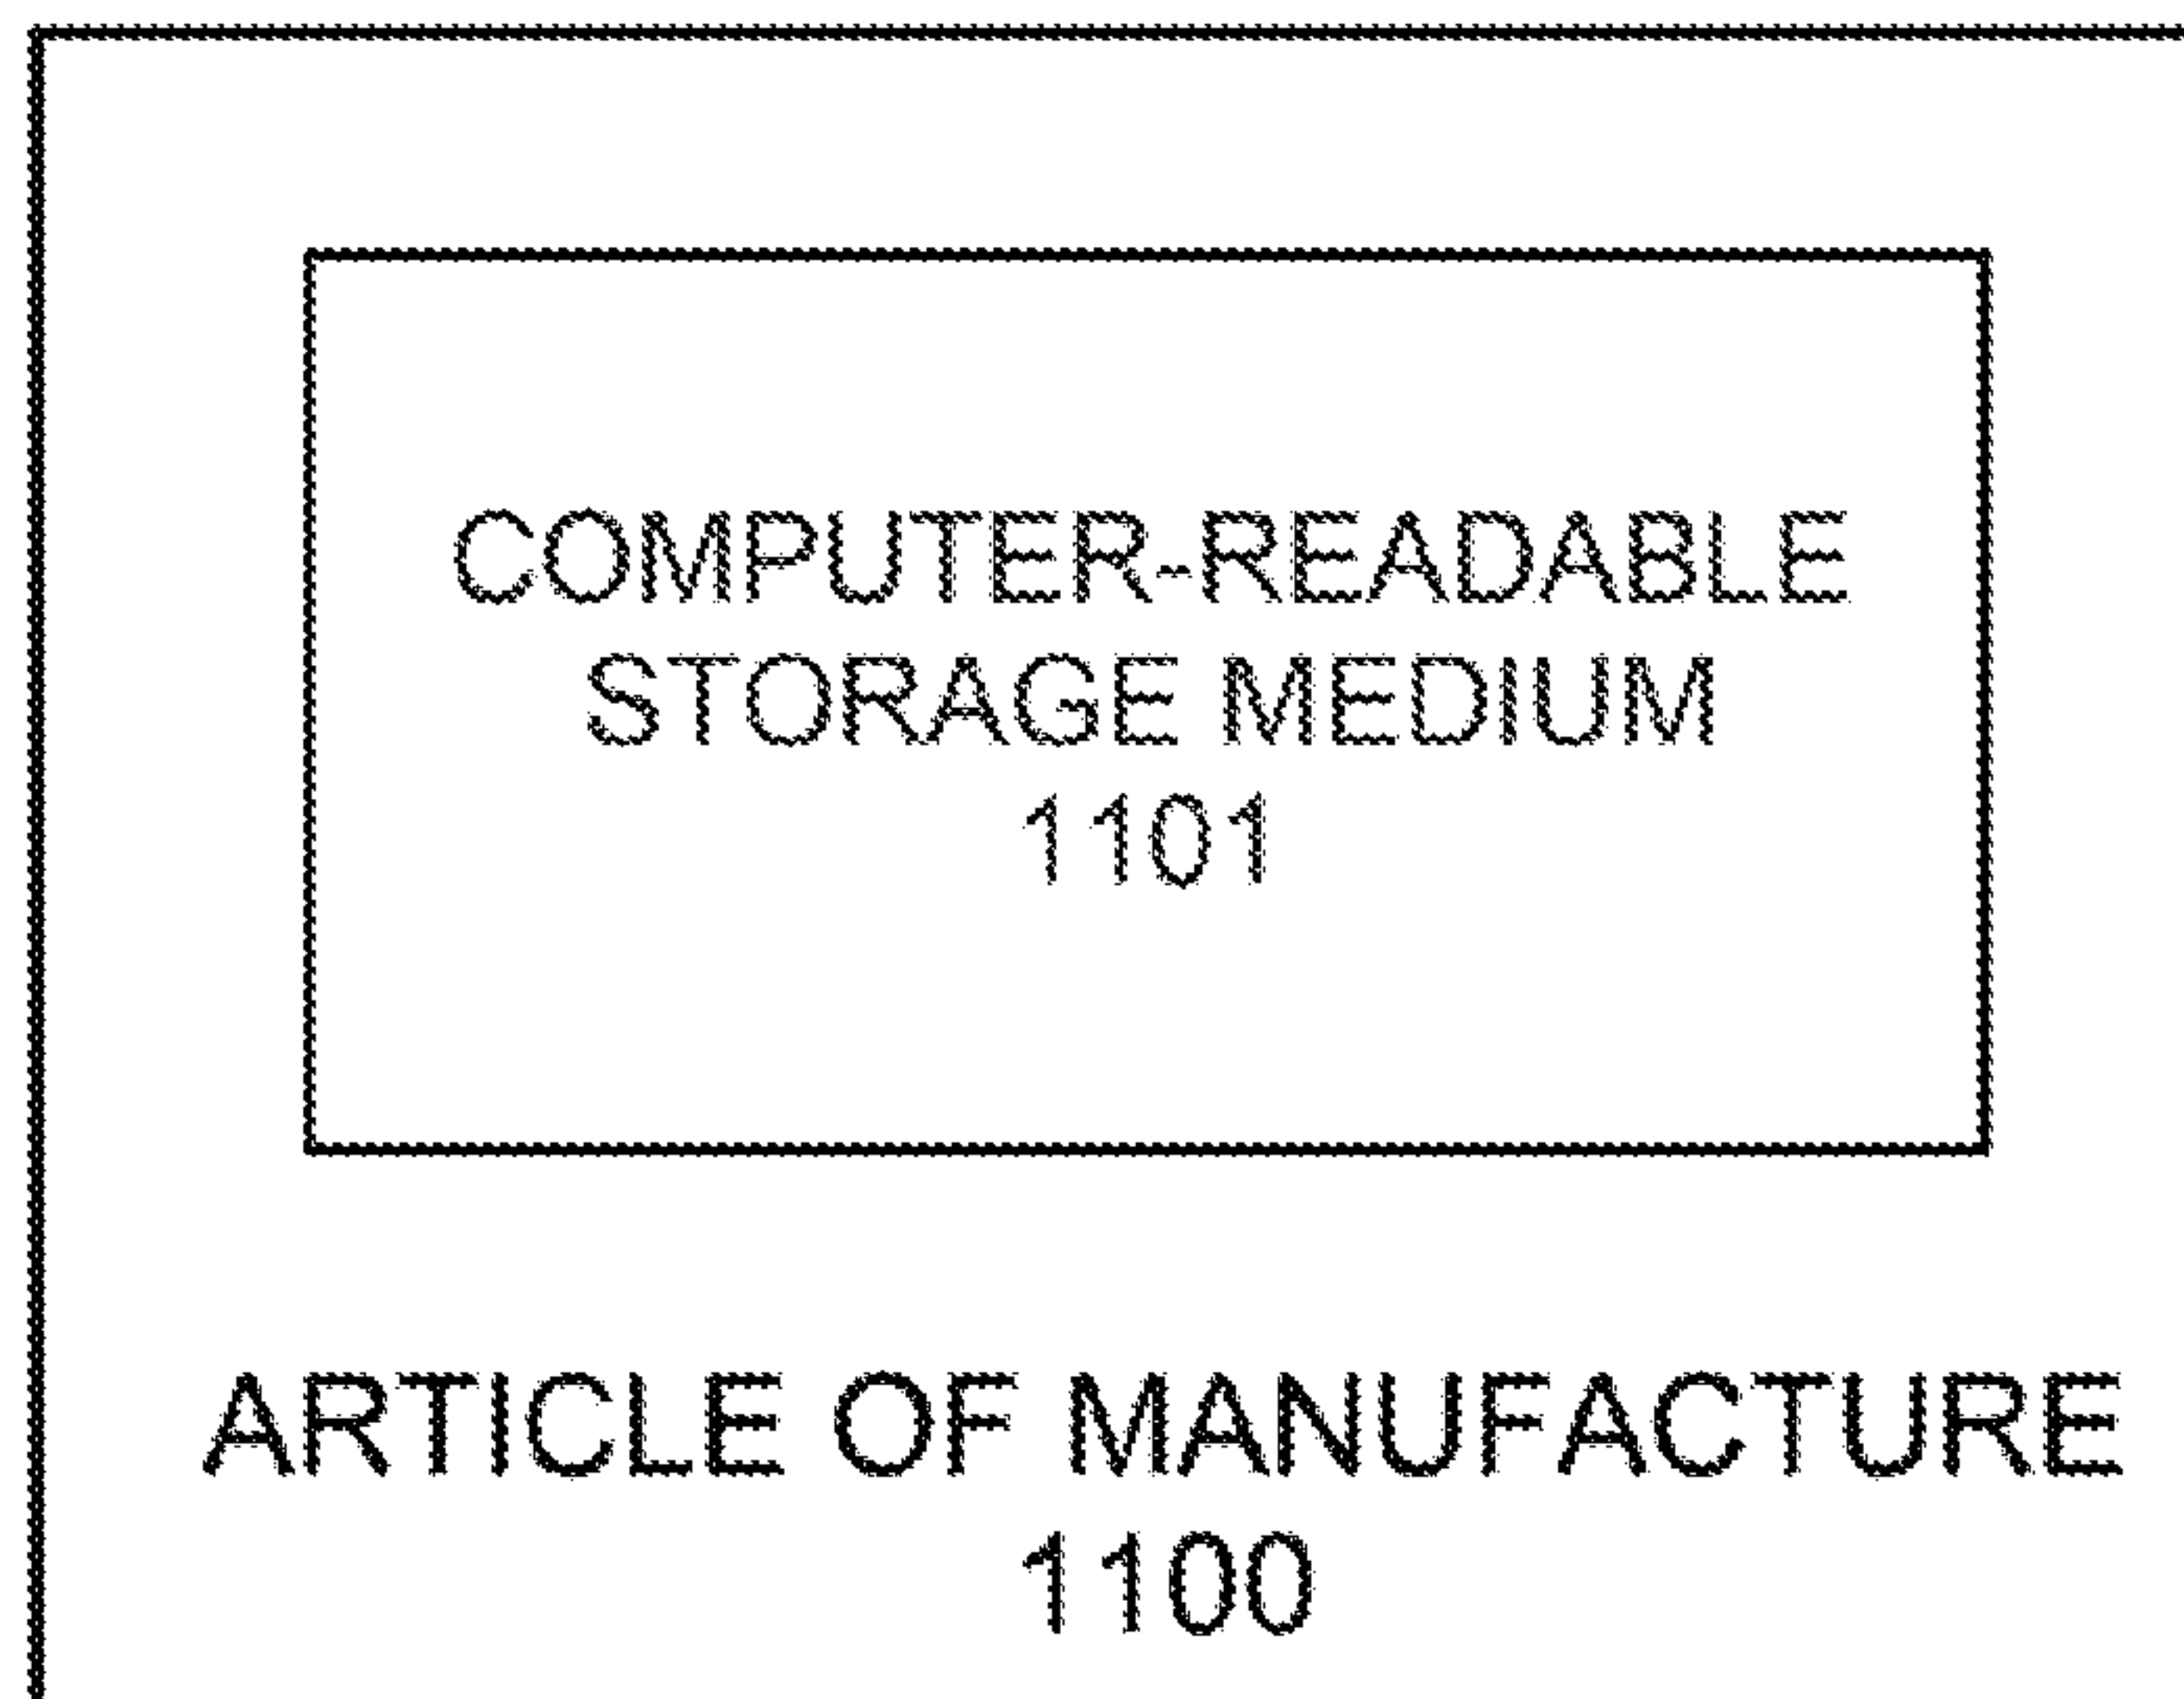 COMPUTER-READABLE
STORAGE MEDIUM
1101
ARTICLE OF MANUFACTURE
1100